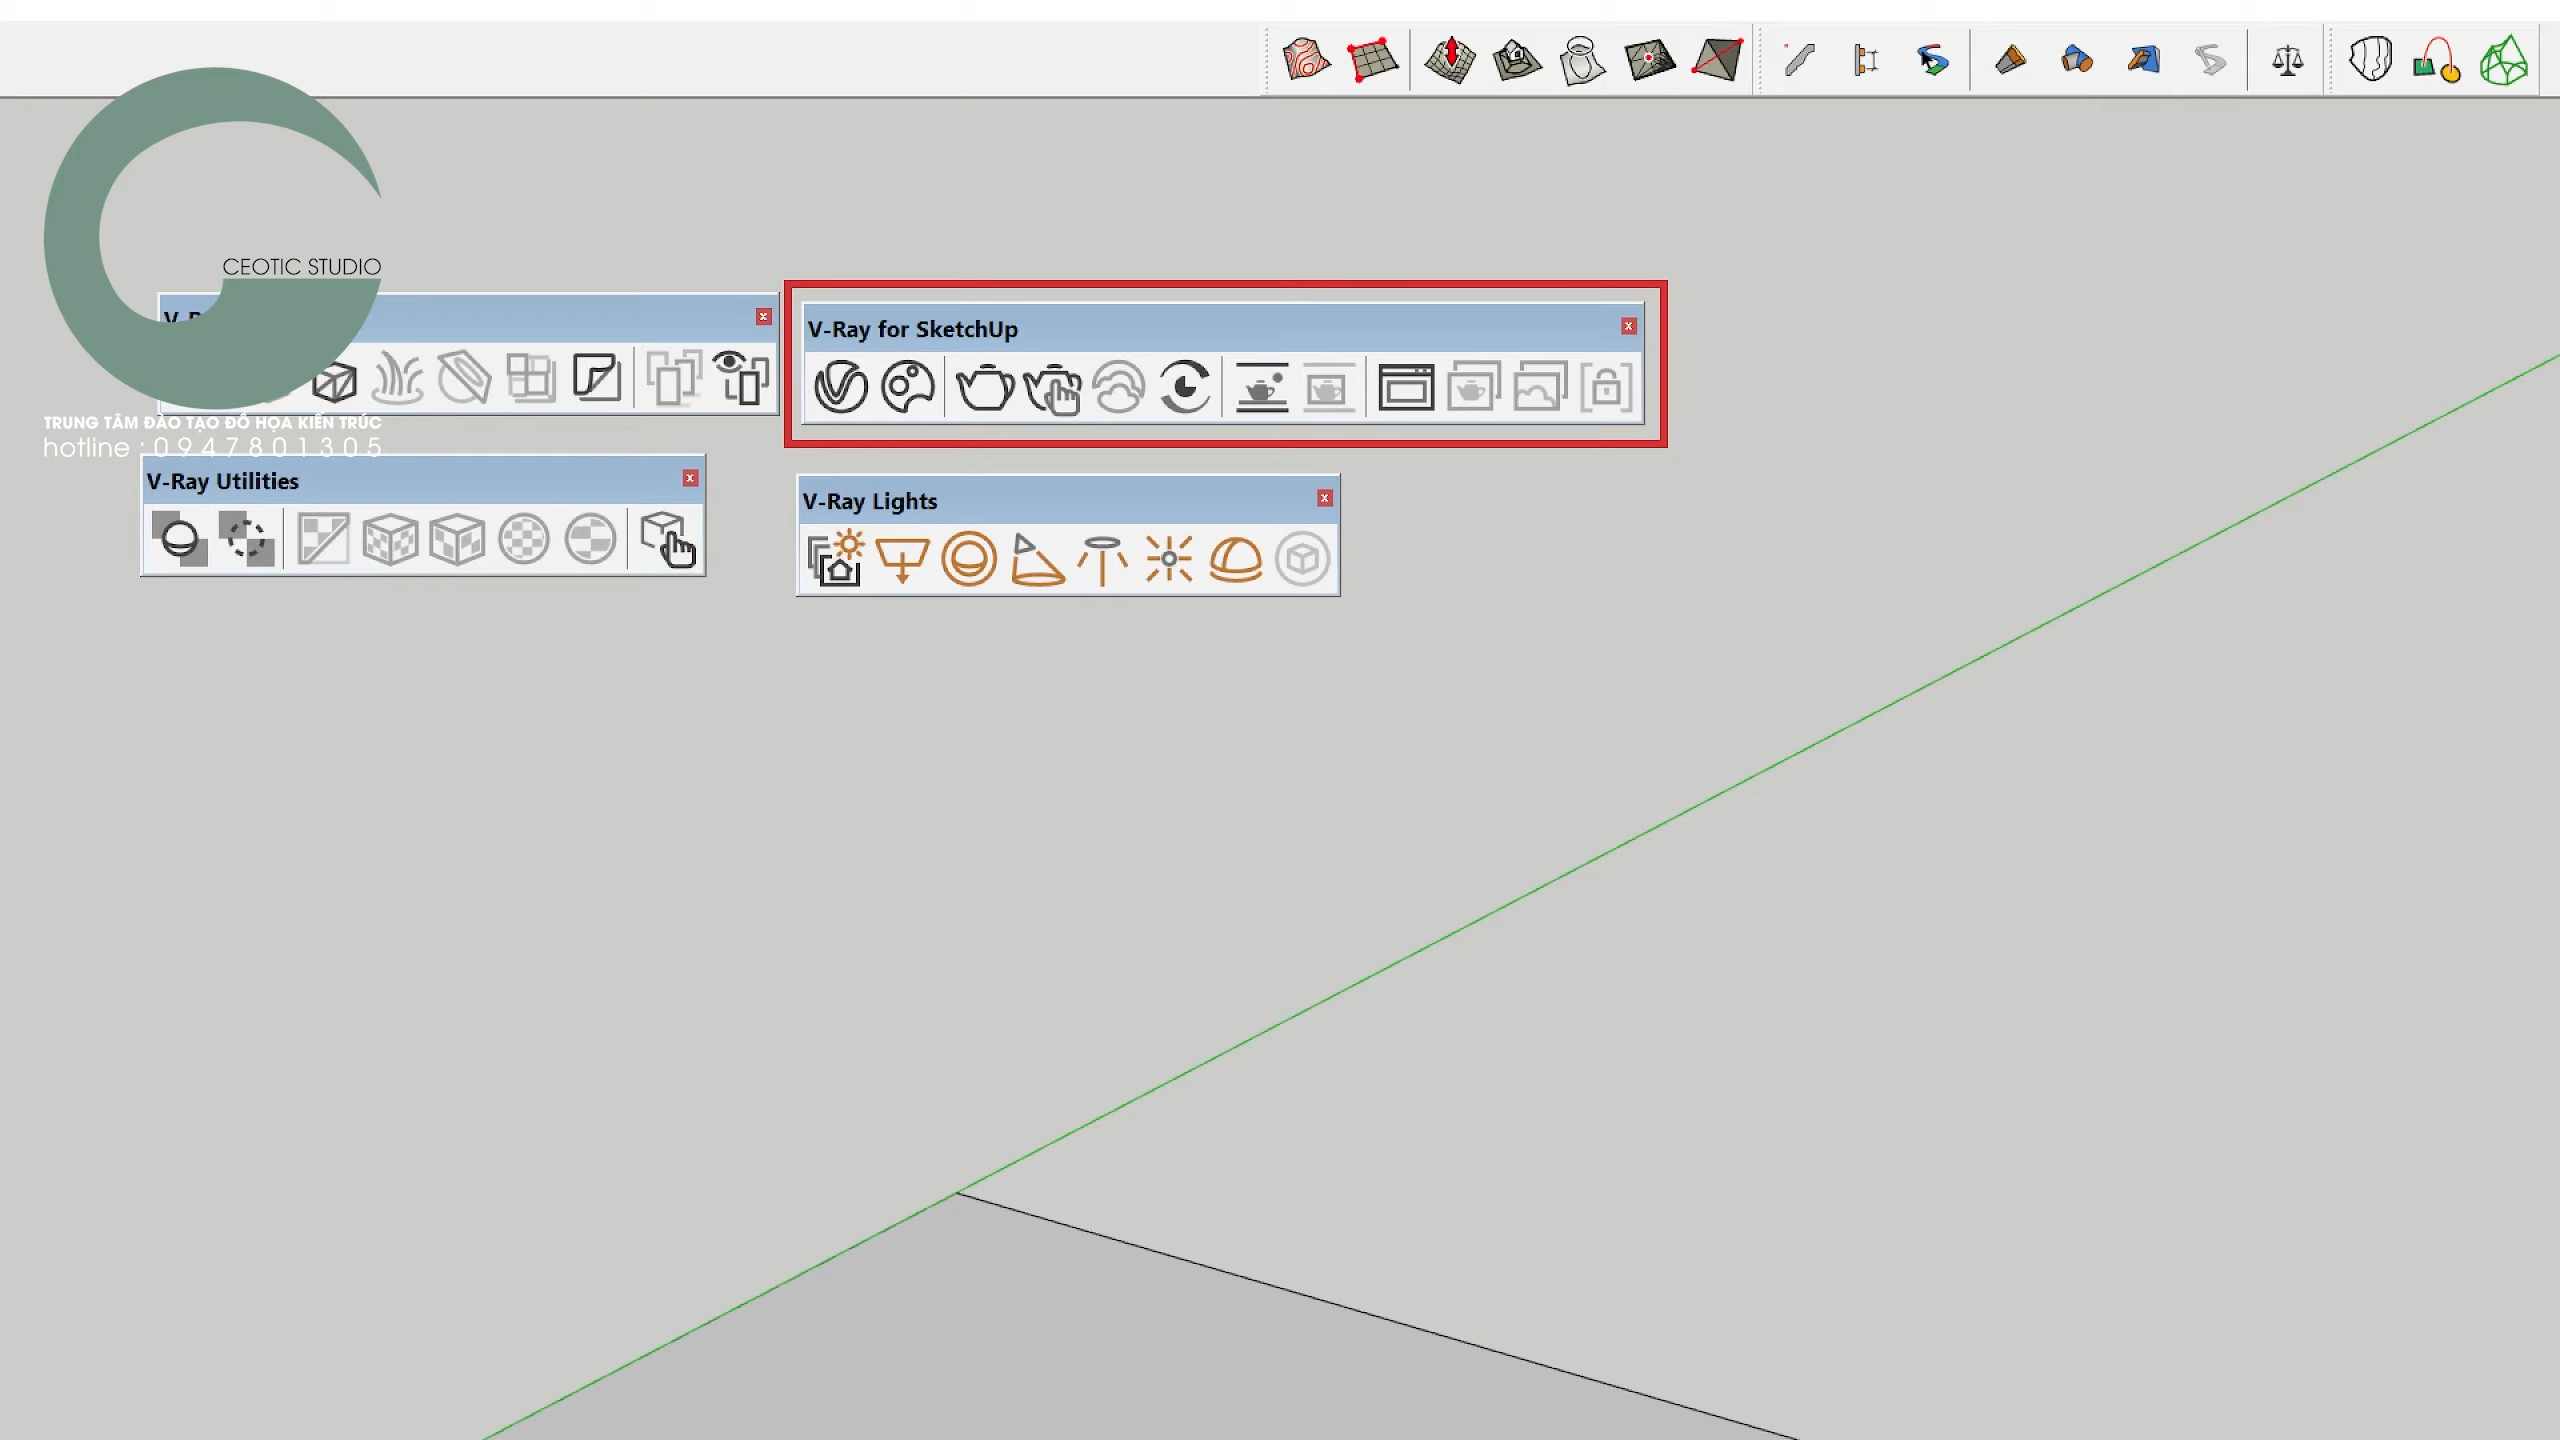 CEOTIC STUDIO
TRUNG TÂM ĐÀO TẠO ĐỒ HỌA KIẾN TRÚC
hotline : 0947801305
V-Ray for SketchUp
V-Ray Utilities
V-Ray Lights